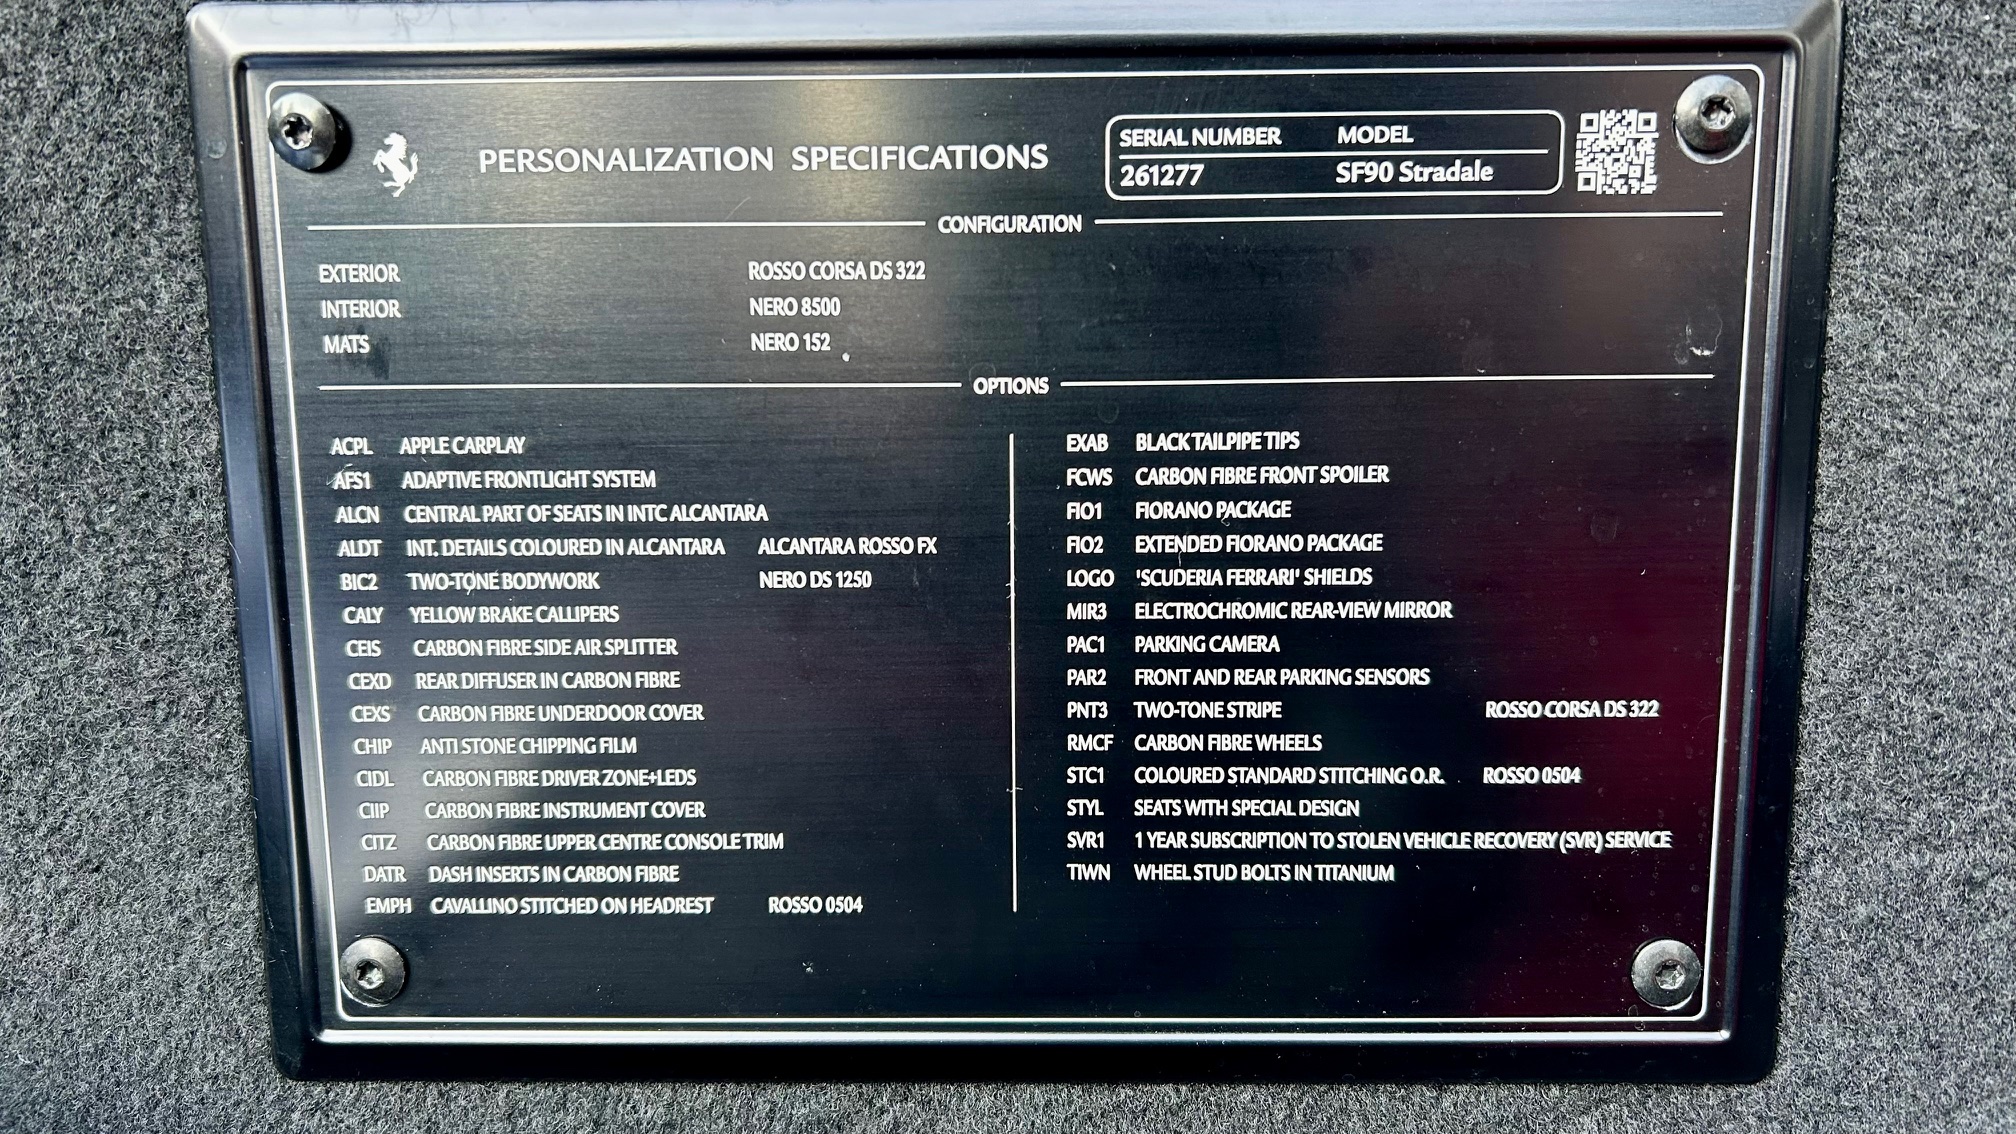 PERSONALIZATION SPECIFICATIONS
SERIAL NUMBER MODEL
261277 SF90 Stradale
CONFIGURATION
EXTERIOR ROSSO CORSA DS 322
INTERIOR NERO 8500
MATS NERO 152
OPTIONS
ACPL APPLE CARPLAY
AFS1 ADAPTIVE FRONTLIGHT SYSTEM
ALCN CENTRAL PART OF SEATS IN INTC ALCANTARA
ALDT INT. DETAILS COLOURED IN ALCANTARA ALCANTARA ROSSO FX
BIC2 TWO-TONE BODYWORK NERO DS 1250
CALY YELLOW BRAKE CALLIPERS
CEIS CARBON FIBRE SIDE AIR SPLITTER
CEXD REAR DIFFUSER IN CARBON FIBRE
CEXS CARBON FIBRE UNDERDOOR COVER
CHIP ANTI STONE CHIPPING FILM
CIDL CARBON FIBRE DRIVER ZONE+LEDS
CIIP CARBON FIBRE INSTRUMENT COVER
CITZ CARBON FIBRE UPPER CENTRE CONSOLE TRIM
DATR DASH INSERTS IN CARBON FIBRE
EMPH CAVALLINO STITCHED ON HEADREST ROSSO 0504
EXAB BLACK TAILPIPE TIPS
FCWS CARBON FIBRE FRONT SPOILER
FIO1 FIORANO PACKAGE
FIO2 EXTENDED FIORANO PACKAGE
LOGO 'SCUDERIA FERRARI' SHIELDS
MIR3 ELECTROCHROMIC REAR-VIEW MIRROR
PAC1 PARKING CAMERA
PAR2 FRONT AND REAR PARKING SENSORS
PNT3 TWO-TONE STRIPE ROSSO CORSA DS 322
RMCF CARBON FIBRE WHEELS
STC1 COLOURED STANDARD STITCHING O.R. ROSSO 0504
STYL SEATS WITH SPECIAL DESIGN
SVR1 1 YEAR SUBSCRIPTION TO STOLEN VEHICLE RECOVERY (SVR) SERVICE
TIWN WHEEL STUD BOLTS IN TITANIUM